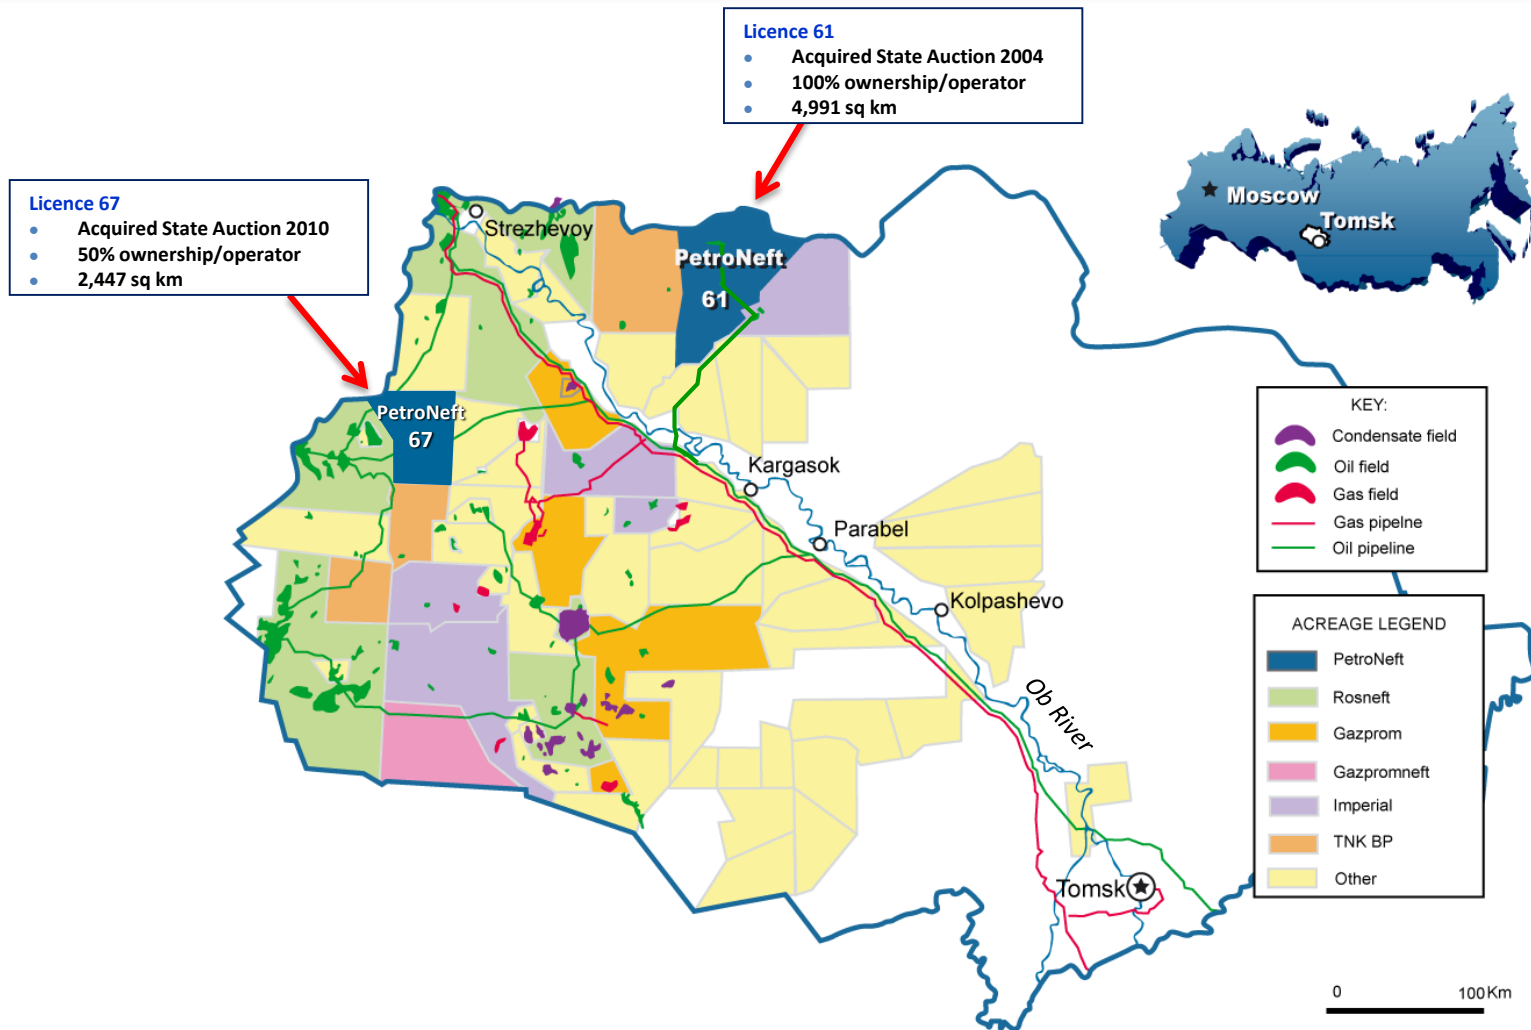 Licence 61
• Acquired State Auction 2004
• 100% ownership/operator
• 4,991 sq km
Licence 67
• Acquired State Auction 2010
• 50% ownership/operator
• 2,447 sq km
Moscow
Tomsk
Strezhevoy
PetroNeft
61
PetroNeft
67
Kargasok
Parabel
Kolpashevo
Ob River
Tomsk
KEY:
Condensate field
Oil field
Gas field
Gas pipelne
Oil pipeline
ACREAGE LEGEND
PetroNeft
Rosneft
Gazprom
Gazpromneft
Imperial
TNK BP
Other
0 100Km